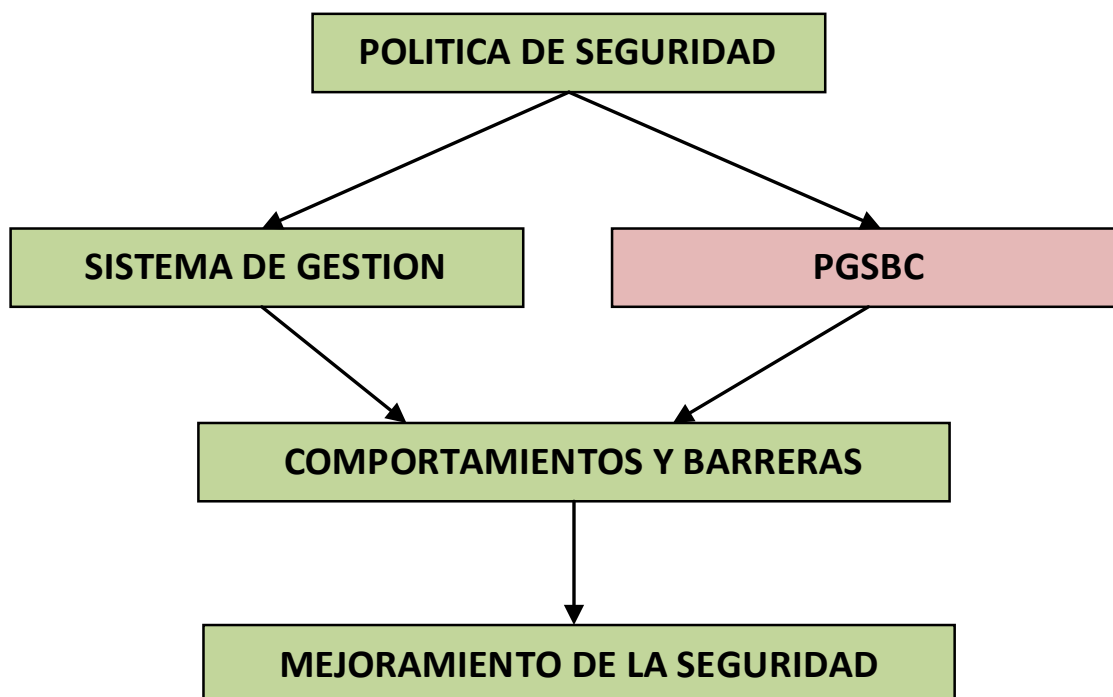 POLITICA DE SEGURIDAD
SISTEMA DE GESTION
PGSBC
COMPORTAMIENTOS Y BARRERAS
MEJORAMIENTO DE LA SEGURIDAD